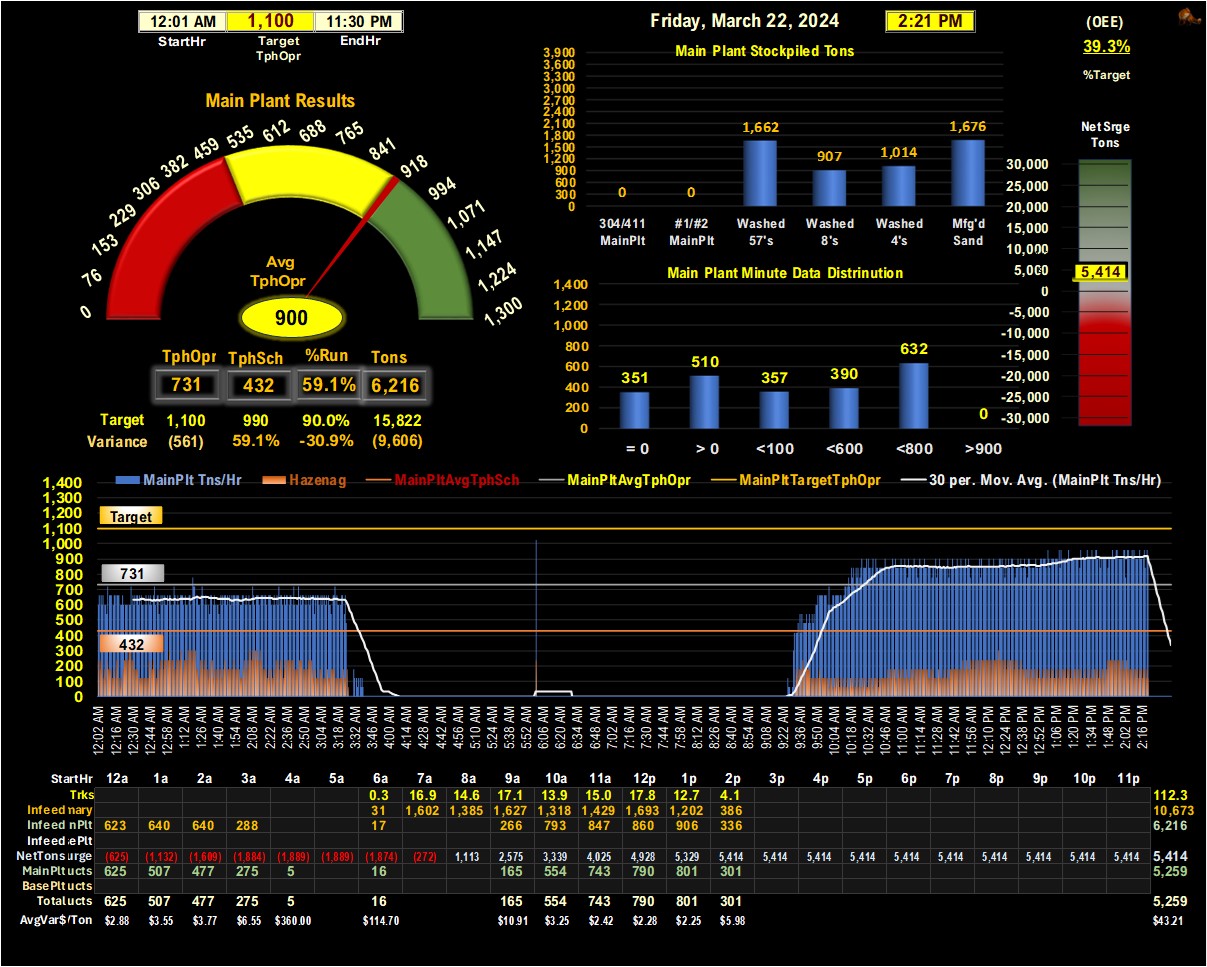 12:01 AM 1,100 11:30 PM
StartHr Target TphOpr EndHr
Friday, March 22, 2024 2:21 PM
(OEE)
39.3%
%Target
Main Plant Results
0 76 153 229 306 382 459 535 612 688 765 841 918 994 1,071 1,147 1,224 1,300
Avg
TphOpr
900
TphOpr TphSch %Run Tons
731 432 59.1% 6,216
Target 1,100 990 90.0% 15,822
Variance (561) 59.1% -30.9% (9,606)
Main Plant Stockpiled Tons
3,900
3,600
3,300
3,000
2,700
2,400
2,100
1,800
1,500
1,200
900
600
300
0
0 0 1,662 907 1,014 1,676
304/411 #1/#2 Washed Washed Washed Mfg'd
MainPlt MainPlt 57's 8's 4's Sand
Main Plant Minute Data Distrinution
1,400
1,200
1,000
800
600
400
200
0
351 510 357 390 632 0
= 0 > 0 <100 <600 <800 >900
Net Srge
Tons
30,000
25,000
20,000
15,000
10,000
5,000
0
-5,000
-10,000
-15,000
-20,000
-25,000
-30,000
5,414
MainPlt Tns/Hr Hazenag MainPltAvgTphSch MainPltAvgTphOpr MainPltTargetTphOpr 30 per. Mov. Avg. (MainPlt Tns/Hr)
1,400
1,300
1,200
1,100
1,000
900
800
700
600
500
400
300
200
100
0
Target
731
432
12:02 AM 12:16 AM 12:30 AM 12:44 AM 12:58 AM 1:12 AM 1:26 AM 1:40 AM 1:54 AM 2:08 AM 2:22 AM 2:36 AM 2:50 AM 3:04 AM 3:18 AM 3:46 AM 4:00 AM 4:14 AM 4:28 AM 4:42 AM 4:56 AM 5:10 AM 5:24 AM 5:38 AM 5:52 AM 6:06 AM 6:20 AM 6:34 AM 6:48 AM 7:02 AM 7:16 AM 7:30 AM 7:44 AM 7:58 AM 8:12 AM 8:26 AM 8:40 AM 8:54 AM 9:08 AM 9:22 AM 9:36 AM 9:50 AM 10:04 AM 10:18 AM 10:32 AM 10:46 AM 11:00 AM 11:14 AM 11:28 AM 11:42 AM 11:56 AM 12:10 PM 12:24 PM 12:38 PM 12:52 PM 1:06 PM 1:20 PM 1:34 PM 1:48 PM 2:02 PM 2:16 PM
StartHr 12a 1a 2a 3a 4a 5a 6a 7a 8a 9a 10a 11a 12p 1p 2p 3p 4p 5p 6p 7p 8p 9p 10p 11p
Trks 0.3 16.9 14.6 17.1 13.9 15.0 17.8 12.7 4.1 112.3
Infeed nary 31 1,602 1,385 1,627 1,318 1,429 1,693 1,202 386 10,673
Infeed nPlt 623 640 640 288 17 266 793 847 860 906 336 6,216
Infeed ePlt
NetTons urge (625) (1,132) (1,609) (1,884) (1,889) (1,889) (1,874) (272) 1,113 2,575 3,339 4,025 4,928 5,329 5,414 5,414 5,414 5,414 5,414 5,414 5,414 5,414 5,414 5,414 5,414
MainPlt ucts 625 507 477 275 5 16 165 554 743 790 801 301 5,259
BasePlt ucts
Total ucts 625 507 477 275 5 16 165 554 743 790 801 301 5,259
AvgVar$/Ton $2.88 $3.55 $3.77 $6.55 $360.00 $114.70 $10.91 $3.25 $2.42 $2.28 $2.25 $5.98 $43.21